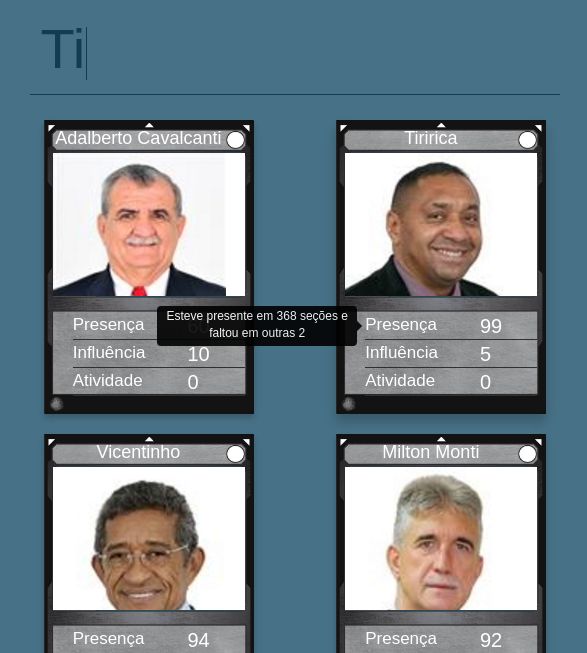 Ti
Adalberto Cavalcanti
Tiririca
Esteve presente em 368 seções e
faltou em outras 2
Presença
Influência 10
Atividade 0
Presença 99
Influência 5
Atividade 0
Vicentinho
Milton Monti
Presença 94
Presença 92